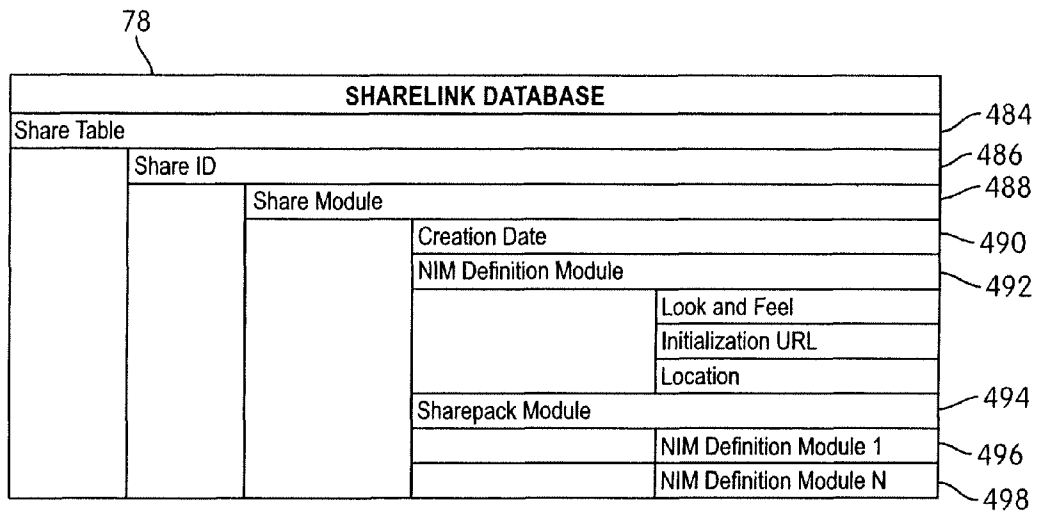 78
SHARELINK DATABASE
Share Table
484
Share ID
486
Share Module
488
Creation Date
490
NIM Definition Module
492
Look and Feel
Initialization URL
Location
Sharepack Module
494
NIM Definition Module 1
496
NIM Definition Module N
498